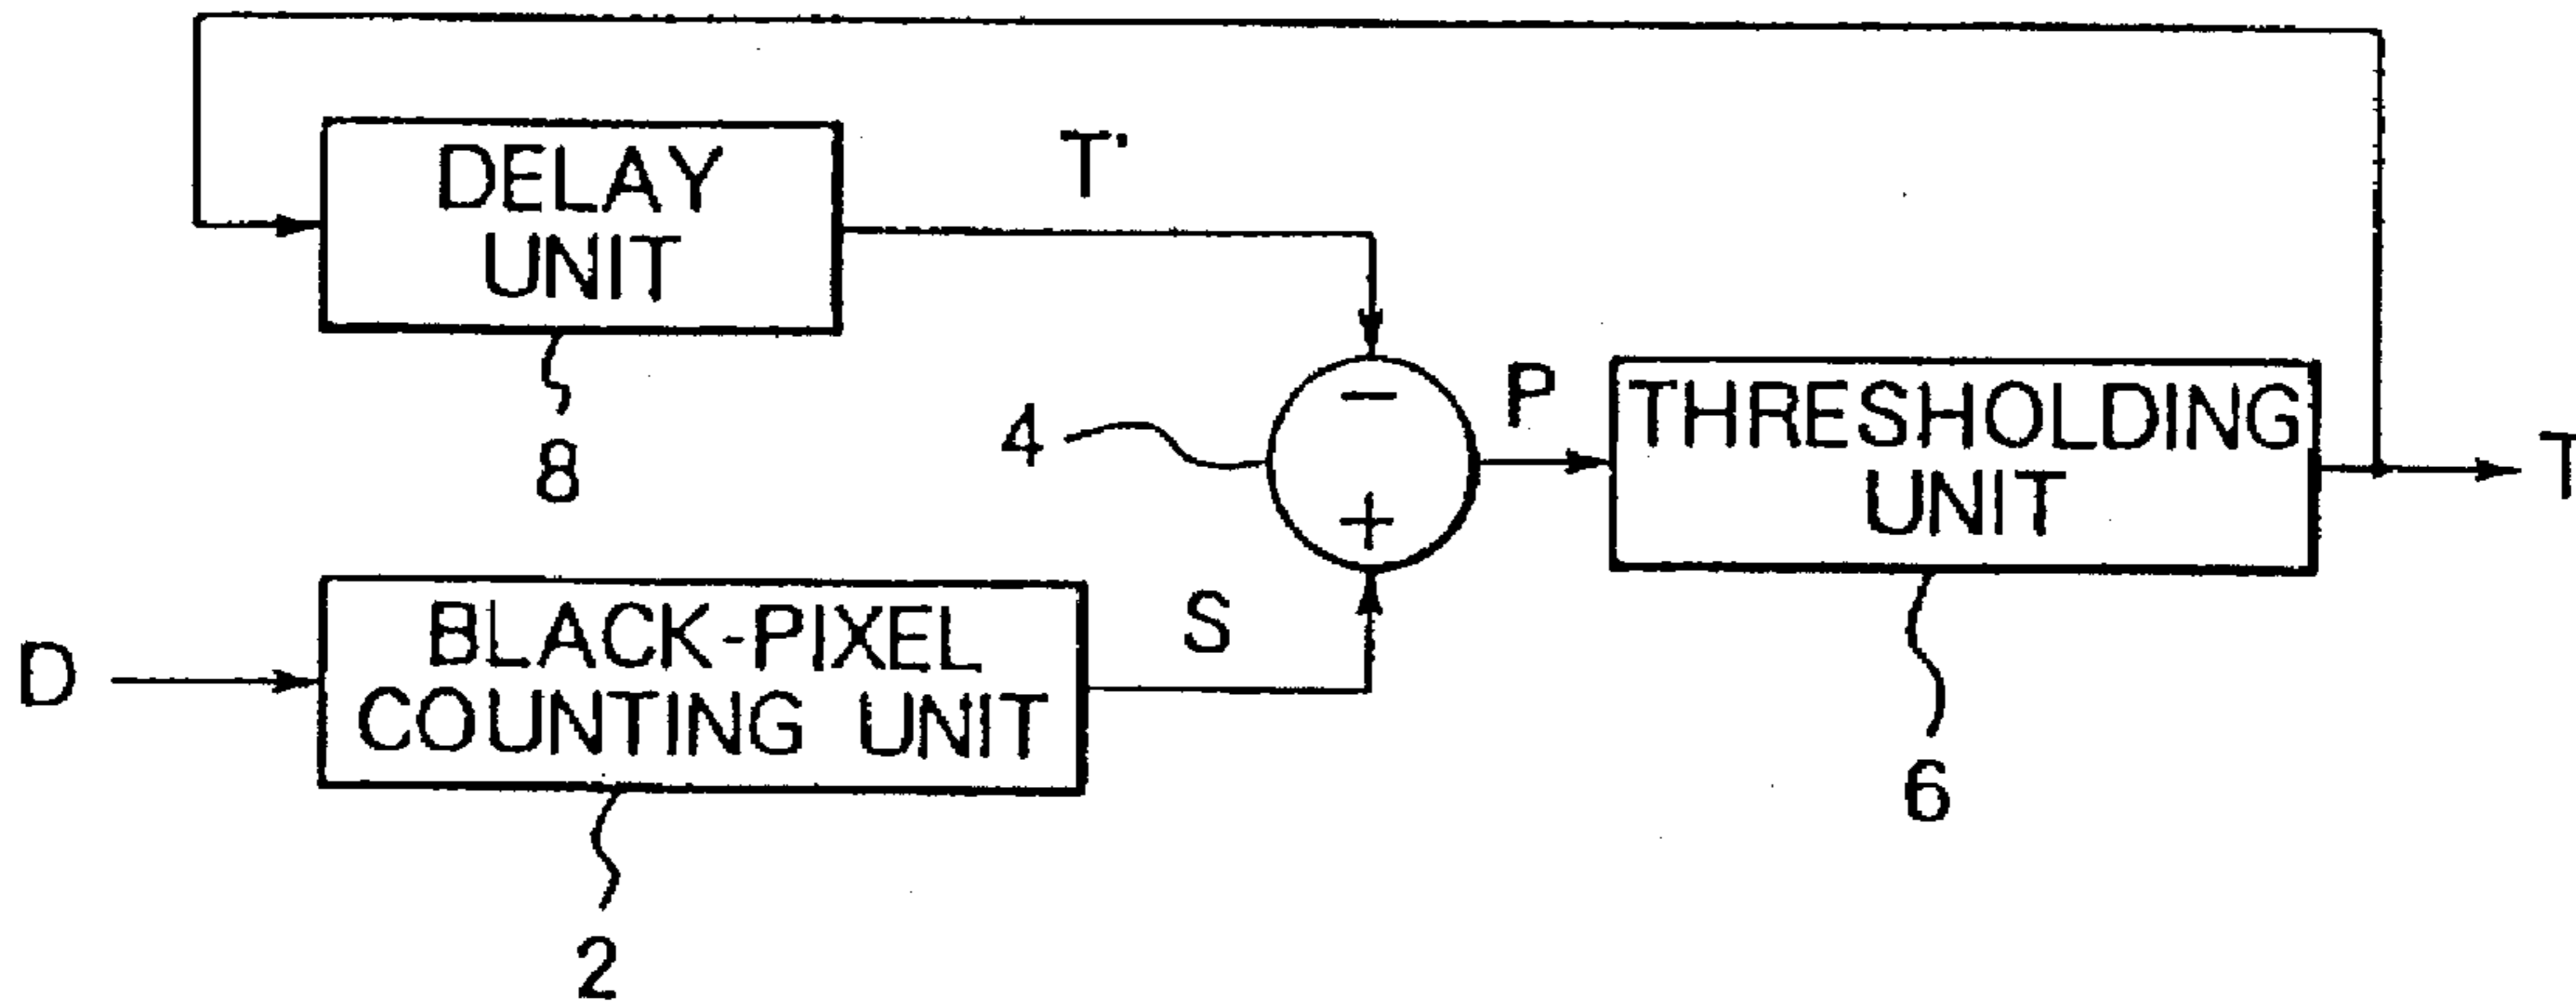 DELAY
UNIT
T'
8
4
−
+
P
THRESHOLDING
UNIT
T
6
D
BLACK-PIXEL
COUNTING UNIT
S
2